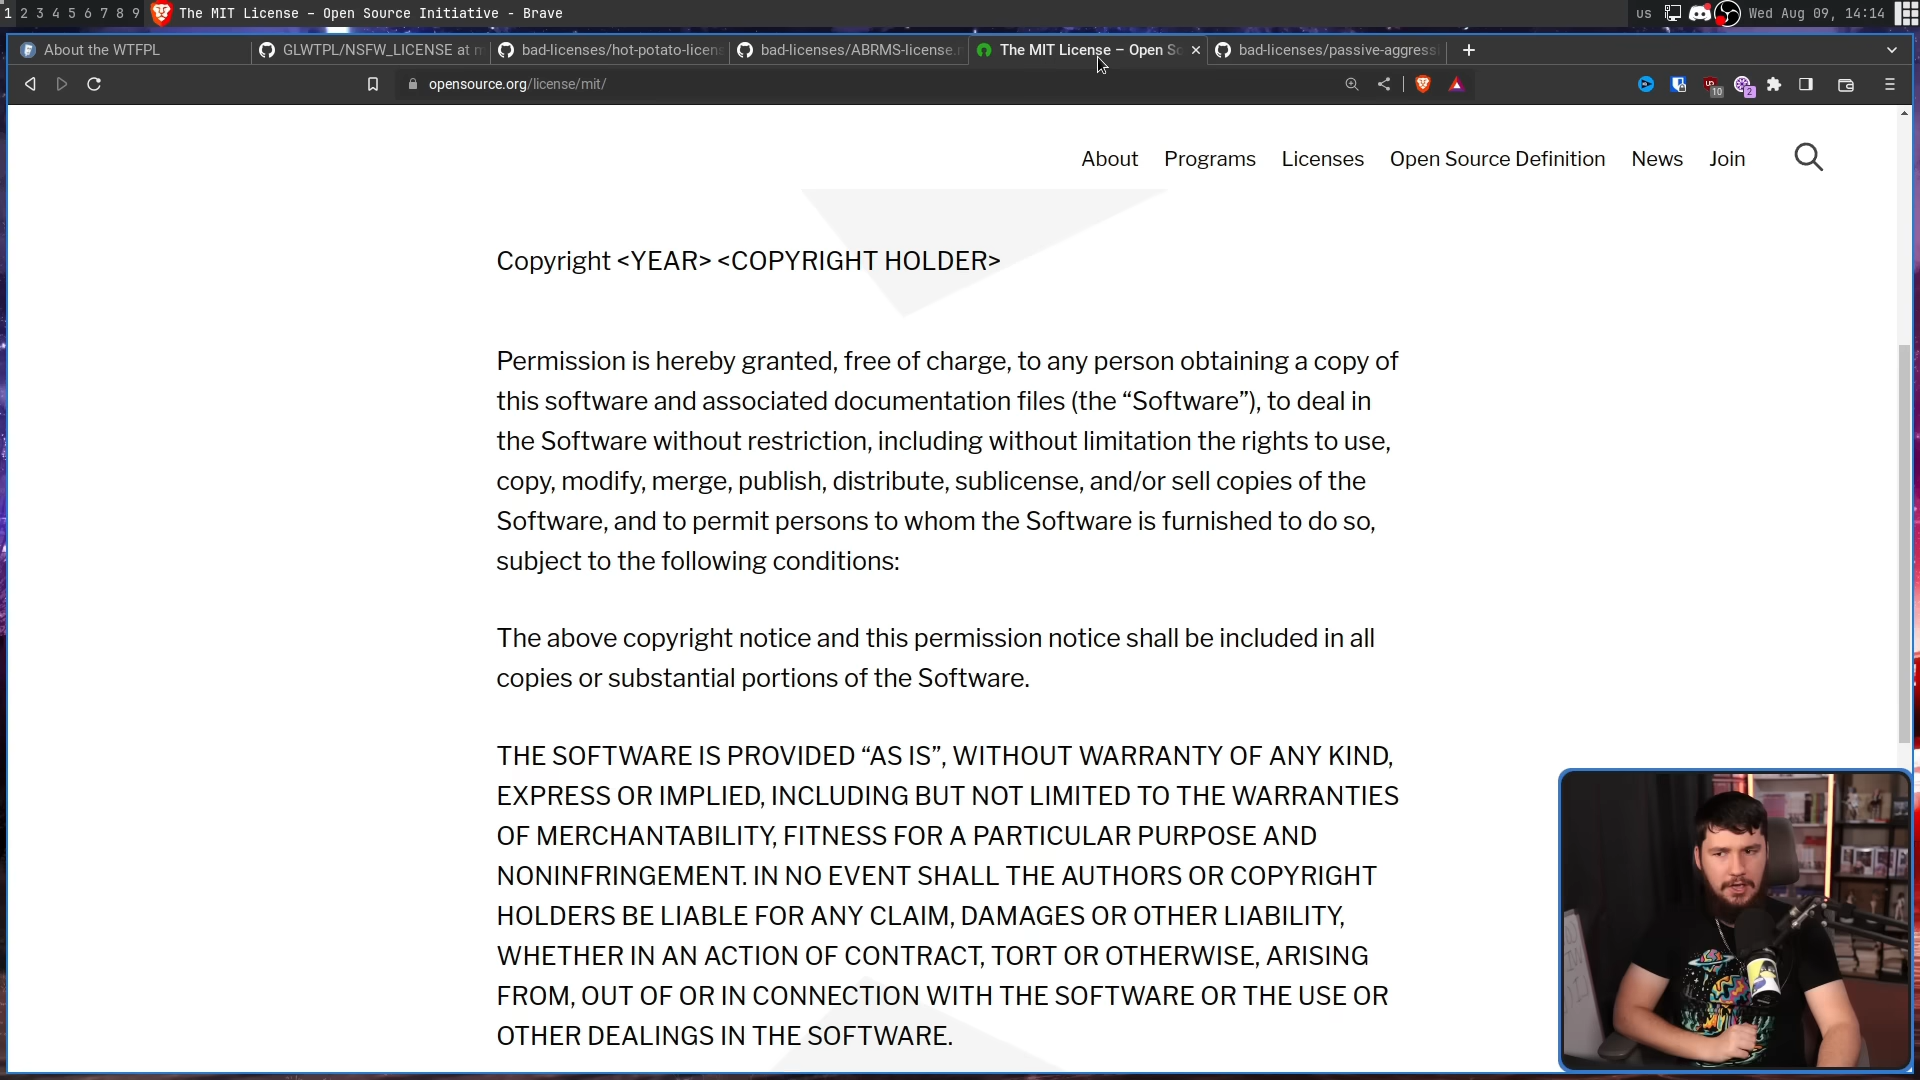 1 2 3 4 5 6 7 8 9 The MIT License – Open Source Initiative - Brave us Wed Aug 09, 14:14
About the WTFPL GLWTPL/NSFW_LICENSE at bad-licenses/hot-potato-licen bad-licenses/ABRMS-license. The MIT License – Open So bad-licenses/passive-aggress
opensource.org/license/mit/ 10 2
About Programs Licenses Open Source Definition News Join
Copyright <YEAR> <COPYRIGHT HOLDER>
Permission is hereby granted, free of charge, to any person obtaining a copy of
this software and associated documentation files (the “Software”), to deal in
the Software without restriction, including without limitation the rights to use,
copy, modify, merge, publish, distribute, sublicense, and/or sell copies of the
Software, and to permit persons to whom the Software is furnished to do so,
subject to the following conditions:
The above copyright notice and this permission notice shall be included in all
copies or substantial portions of the Software.
THE SOFTWARE IS PROVIDED “AS IS”, WITHOUT WARRANTY OF ANY KIND,
EXPRESS OR IMPLIED, INCLUDING BUT NOT LIMITED TO THE WARRANTIES
OF MERCHANTABILITY, FITNESS FOR A PARTICULAR PURPOSE AND
NONINFRINGEMENT. IN NO EVENT SHALL THE AUTHORS OR COPYRIGHT
HOLDERS BE LIABLE FOR ANY CLAIM, DAMAGES OR OTHER LIABILITY,
WHETHER IN AN ACTION OF CONTRACT, TORT OR OTHERWISE, ARISING
FROM, OUT OF OR IN CONNECTION WITH THE SOFTWARE OR THE USE OR
OTHER DEALINGS IN THE SOFTWARE.